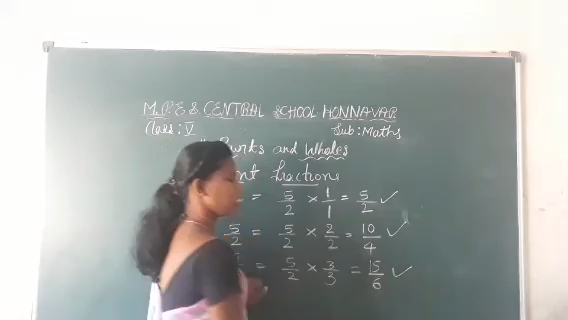 M.P.E.S. CENTRAL SCHOOL HONNAVAR
Class : V Sub : Maths
Parts and Wholes
fractions
= 5/2 × 1/1 = 5/2 ✓
5/2 = 5/2 × 2/2 = 10/4 ✓
= 5/2 × 3/3 = 15/6 ✓